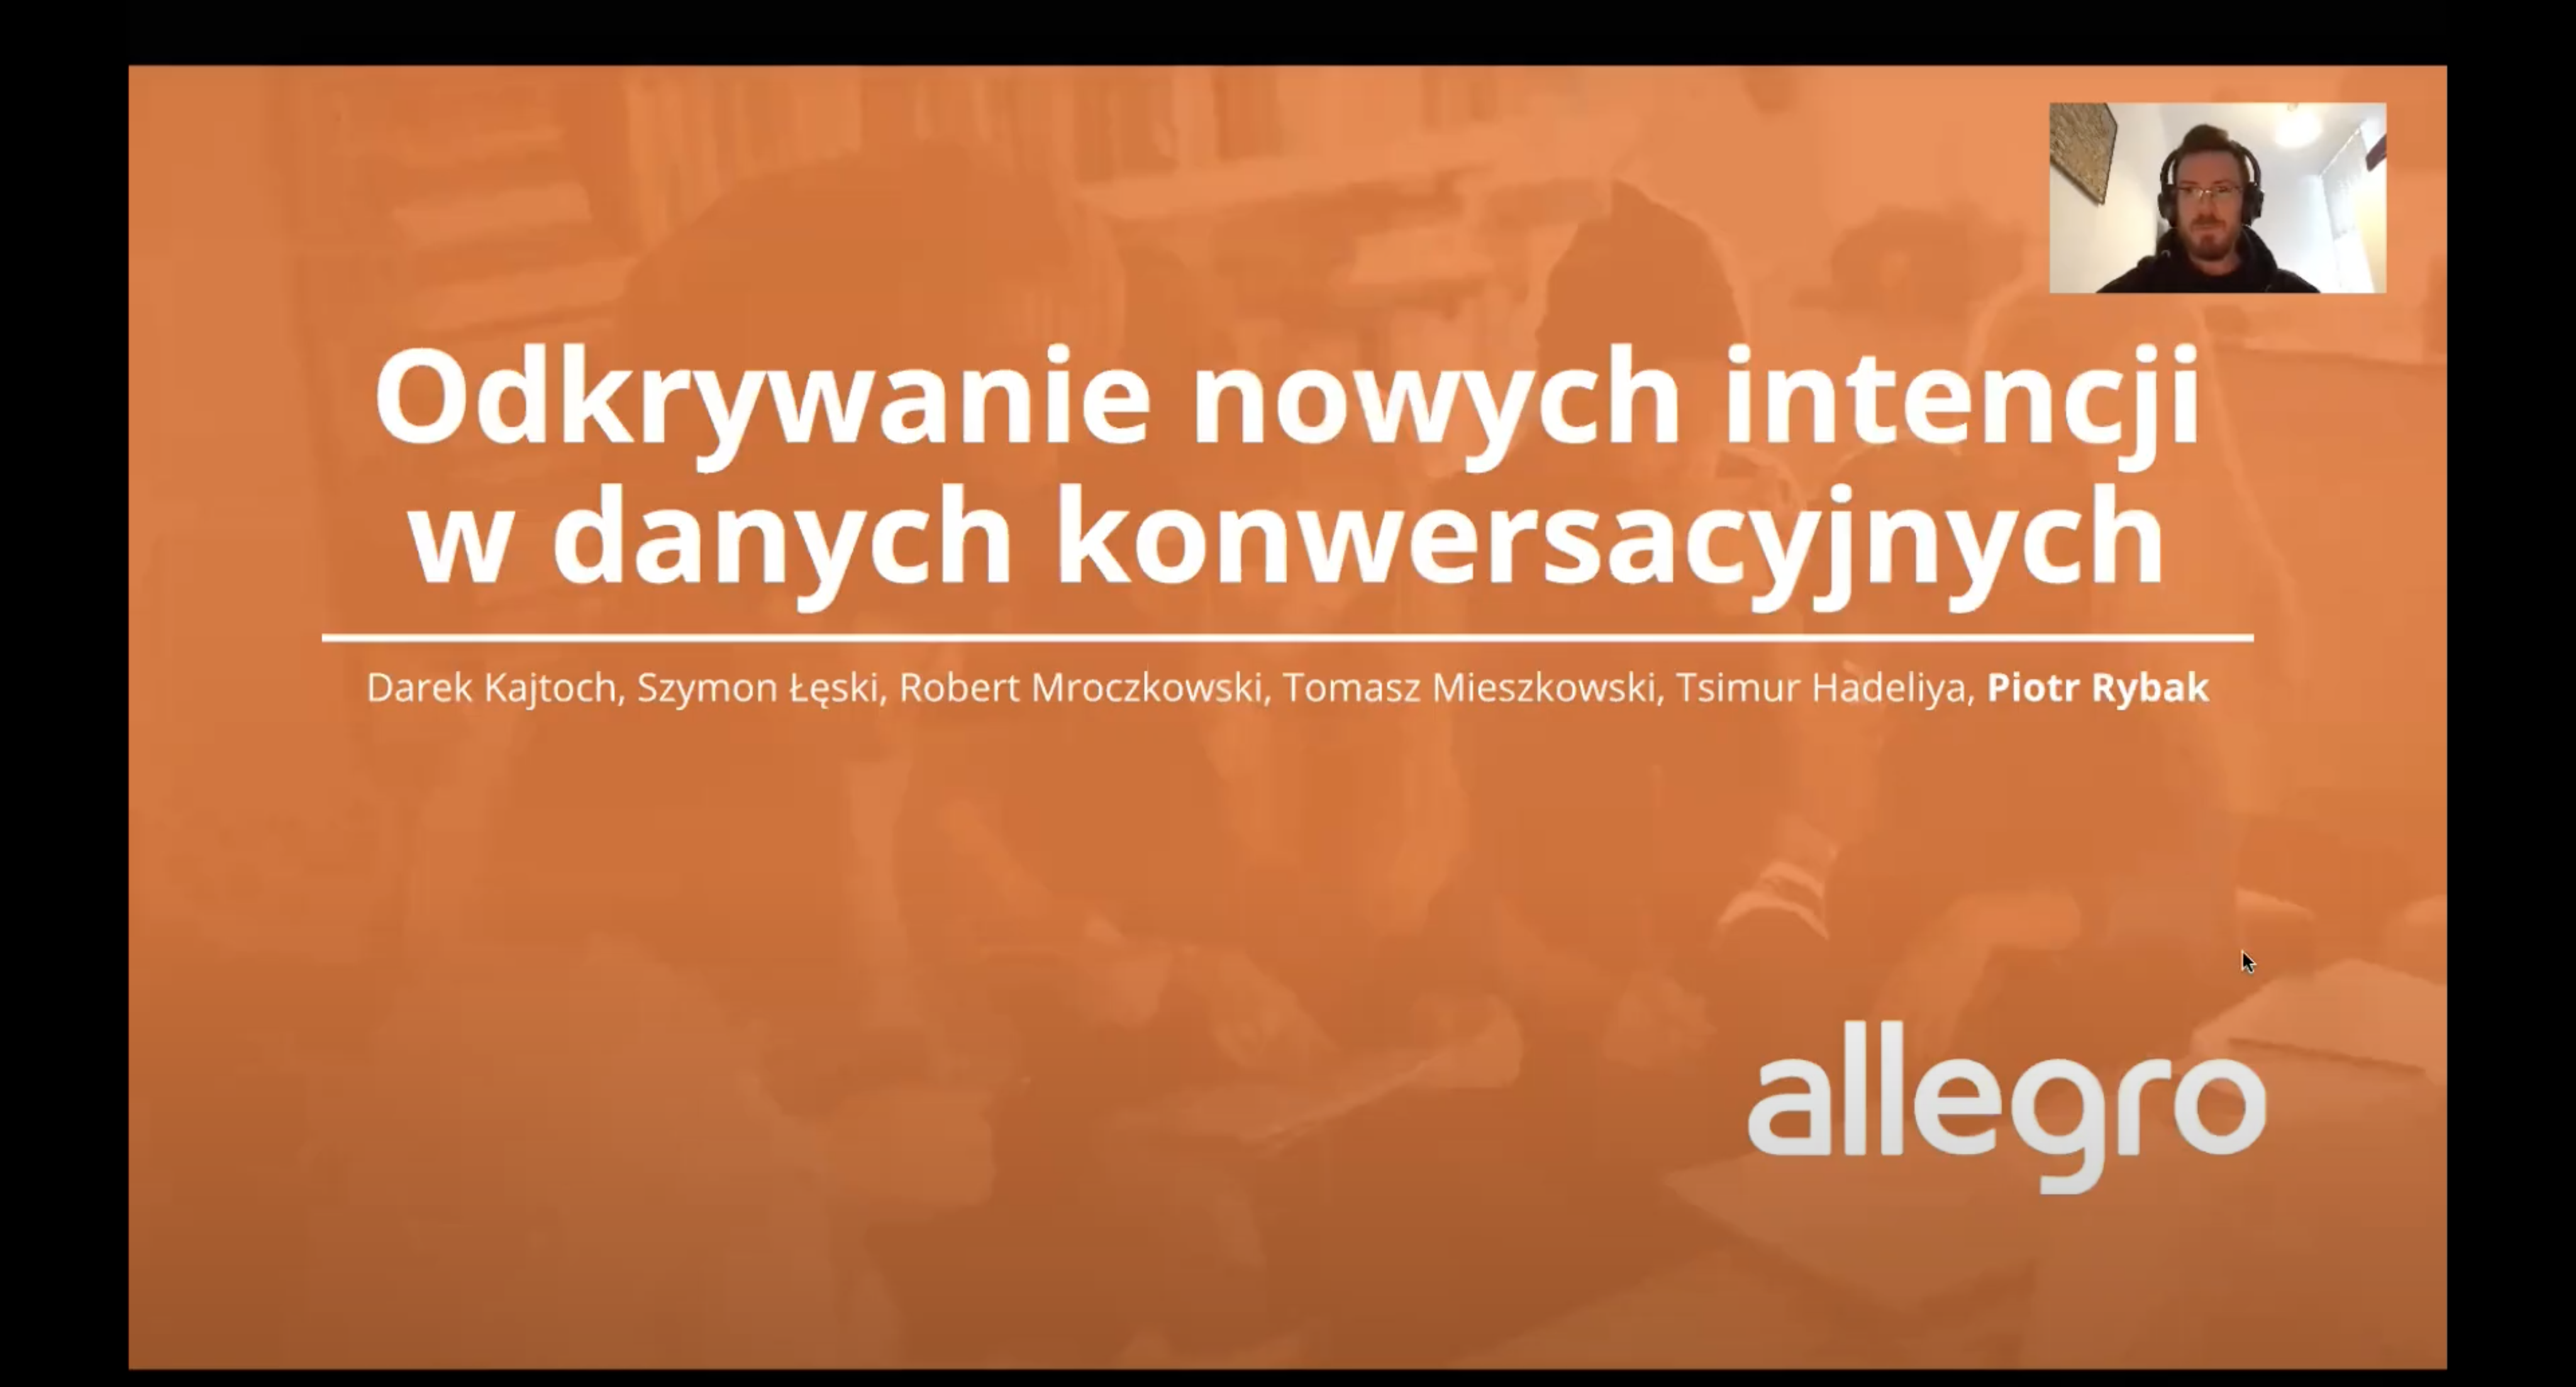 Odkrywanie nowych intencji
w danych konwersacyjnych
Darek Kajtoch, Szymon Łęski, Robert Mroczkowski, Tomasz Mieszkowski, Tsimur Hadeliya, Piotr Rybak
allegro